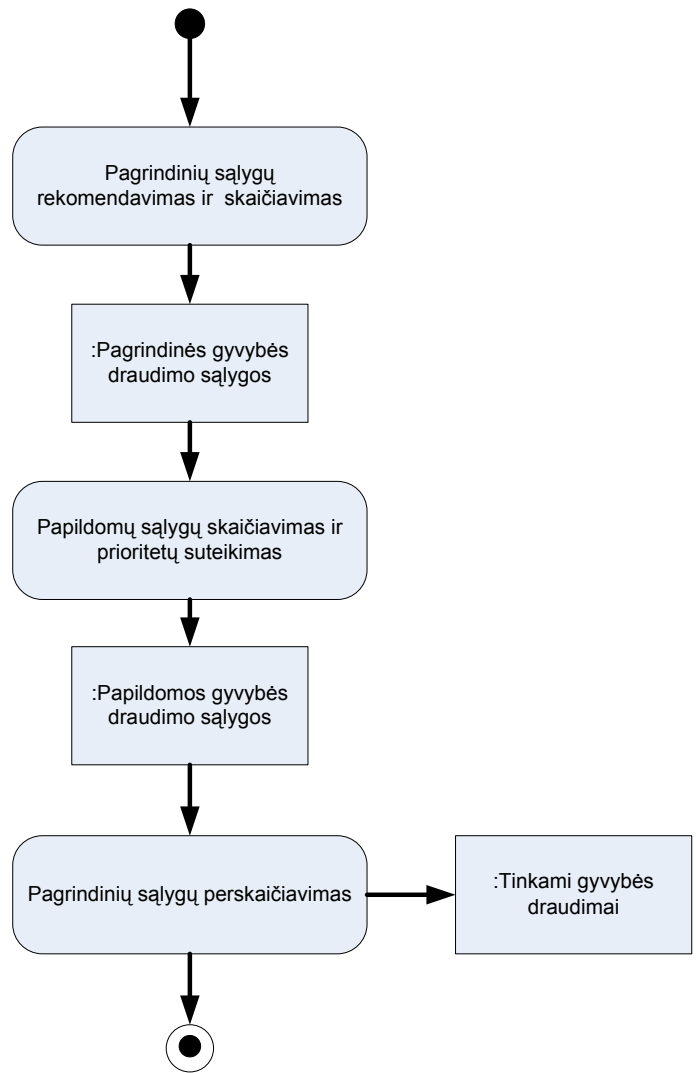 Pagrindinių sąlygų
rekomendavimas ir skaičiavimas
:Pagrindinės gyvybės
draudimo sąlygos
Papildomų sąlygų skaičiavimas ir
prioritetų suteikimas
:Papildomos gyvybės
draudimo sąlygos
Pagrindinių sąlygų perskaičiavimas
:Tinkami gyvybės
draudimai